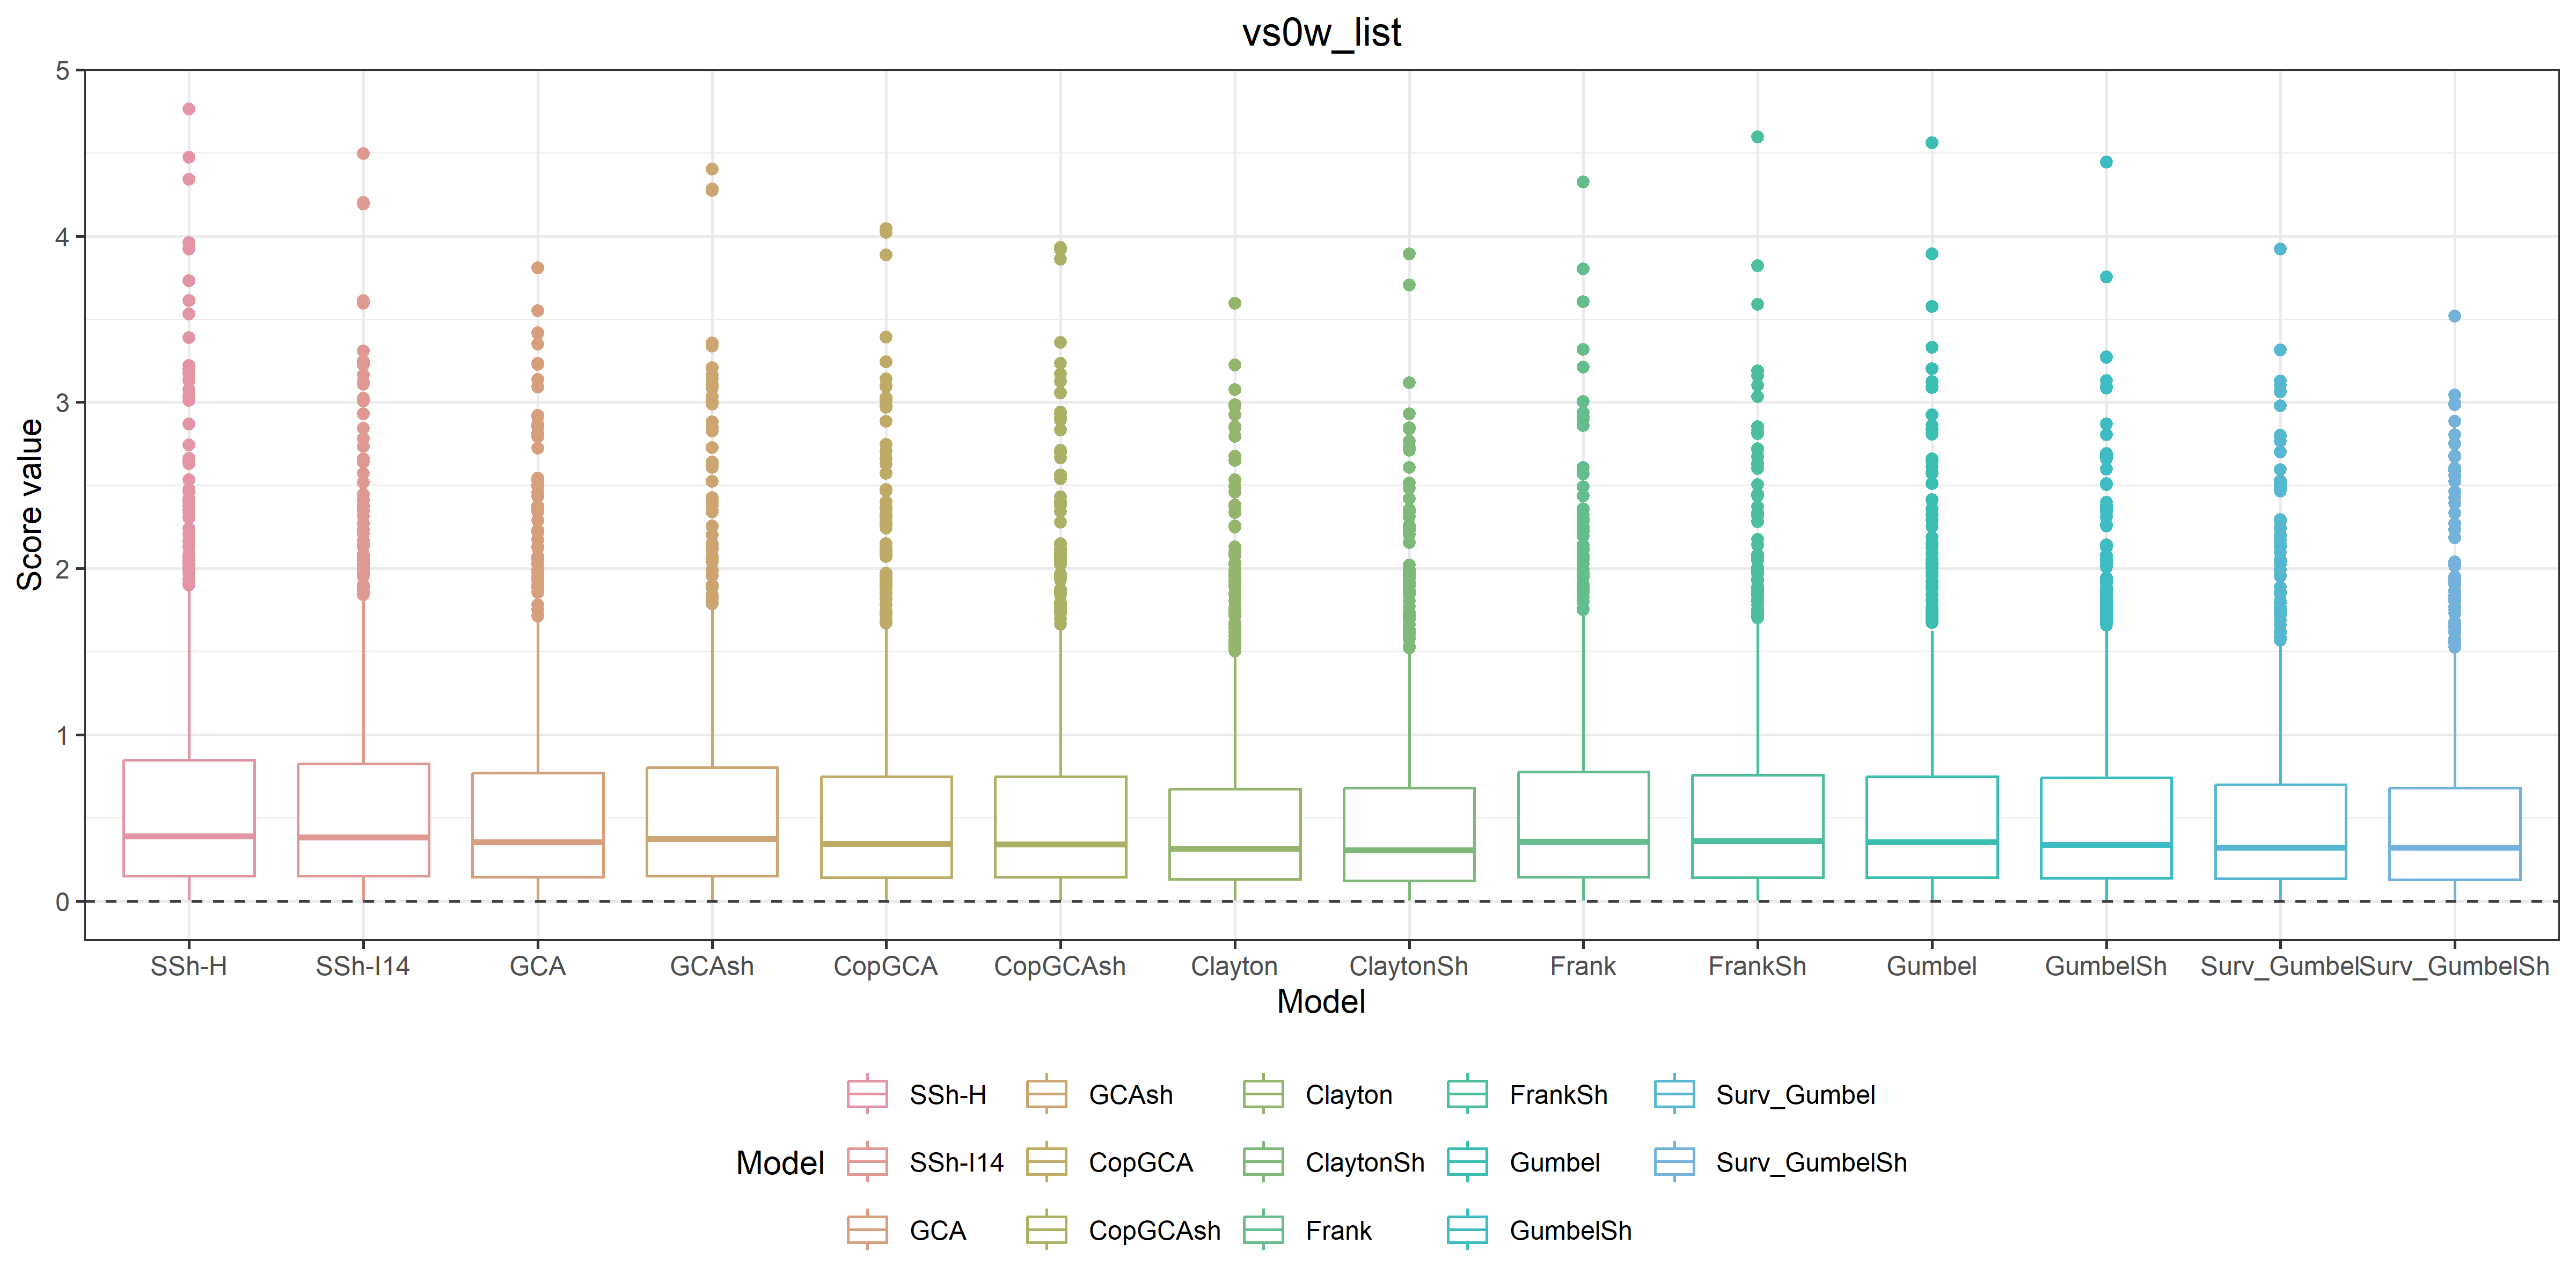 vs0w_list
5
4
3
2
1
0
Score value
SSh-H SSh-I14 GCA GCAsh CopGCA CopGCAsh Clayton ClaytonSh Frank FrankSh Gumbel GumbelSh Surv_Gumbel Surv_GumbelSh
Model
SSh-H GCAsh Clayton FrankSh Surv_Gumbel
Model SSh-I14 CopGCA ClaytonSh Gumbel Surv_GumbelSh
GCA CopGCAsh Frank GumbelSh